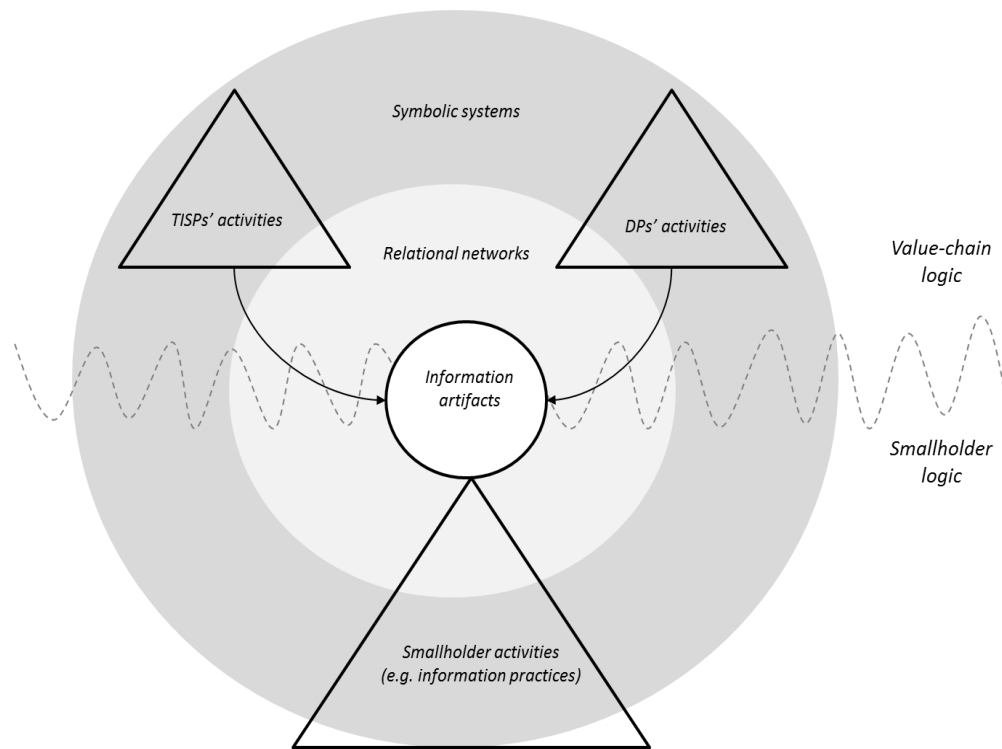 Symbolic systems
TISPs’ activities
DPs’ activities
Relational networks
Value-chain
logic
Information
artifacts
Smallholder
logic
Smallholder activities
(e.g. information practices)